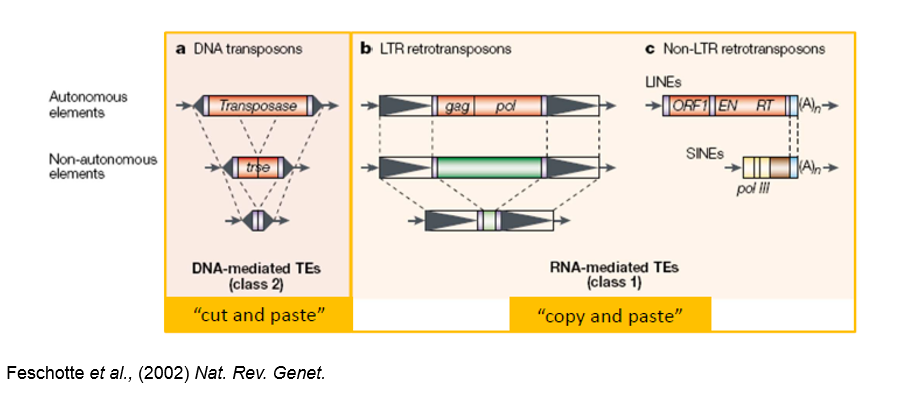 a DNA transposons
b LTR retrotransposons
c Non-LTR retrotransposons
LINEs
Autonomous
elements
Transposase
gag pol
ORF1 EN RT (A)n
Non-autonomous
elements
trse
SINEs
(A)n
pol III
DNA-mediated TEs
(class 2)
RNA-mediated TEs
(class 1)
“cut and paste”
“copy and paste”
Feschotte et al., (2002) Nat. Rev. Genet.